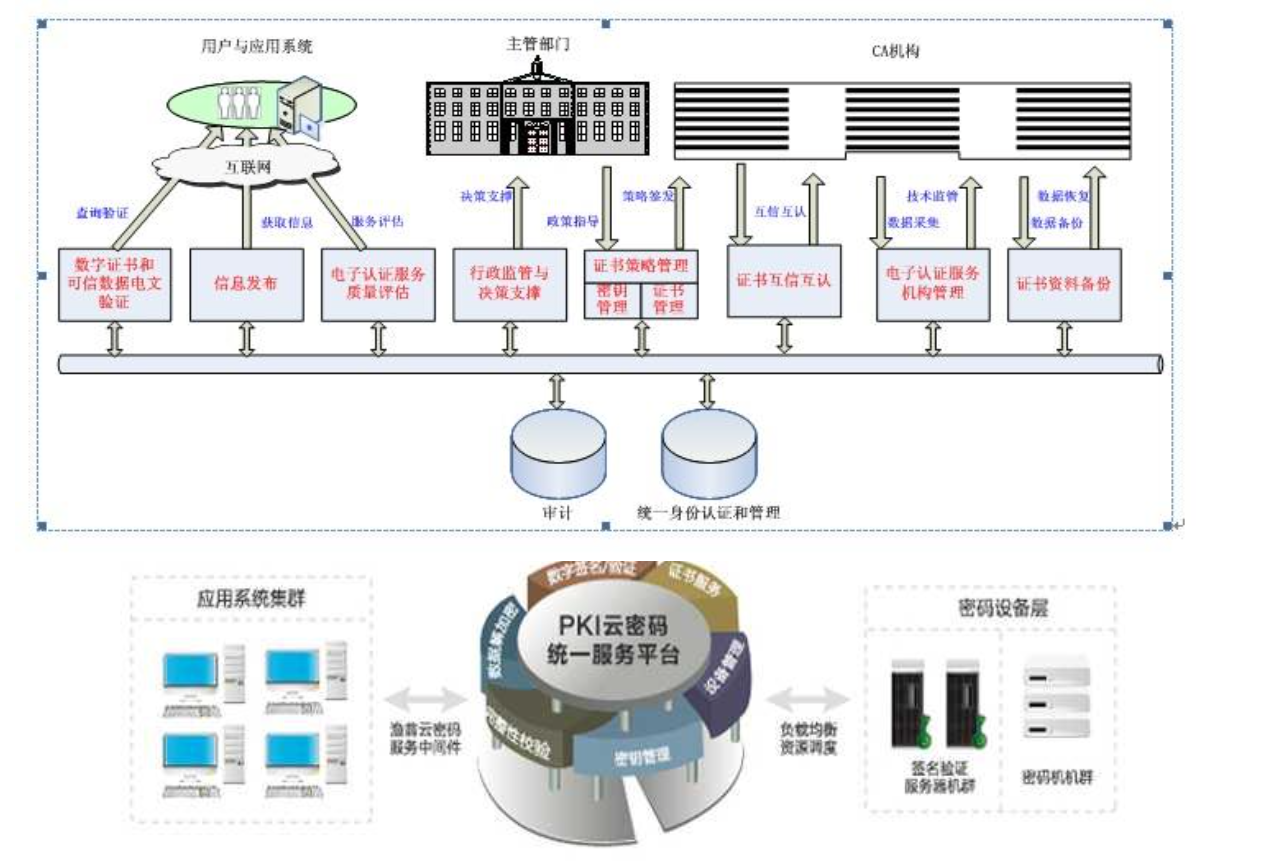 用户与应用系统
主管部门
CA机构
互联网
查询验证
获取信息
服务评估
决策支撑
政策指导
策略签发
互信互认
技术监管
数据采集
数据恢复
数据备份
数字证书和
可信数据电文
验证
信息发布
电子认证服务
质量评估
行政监管与
决策支撑
证书策略管理
密钥
管理
证书
管理
证书互信互认
电子认证服务
机构管理
证书资料备份
审计
统一身份认证和管理
应用系统集群
渔翁云密码
服务中间件
数字签名/验证
证书服务
数据解加密
PKI云密码
统一服务平台
设备管理
整性校验
密钥管理
负载均衡
资源调度
密码设备层
签名验证
服务器机群
密码机机群